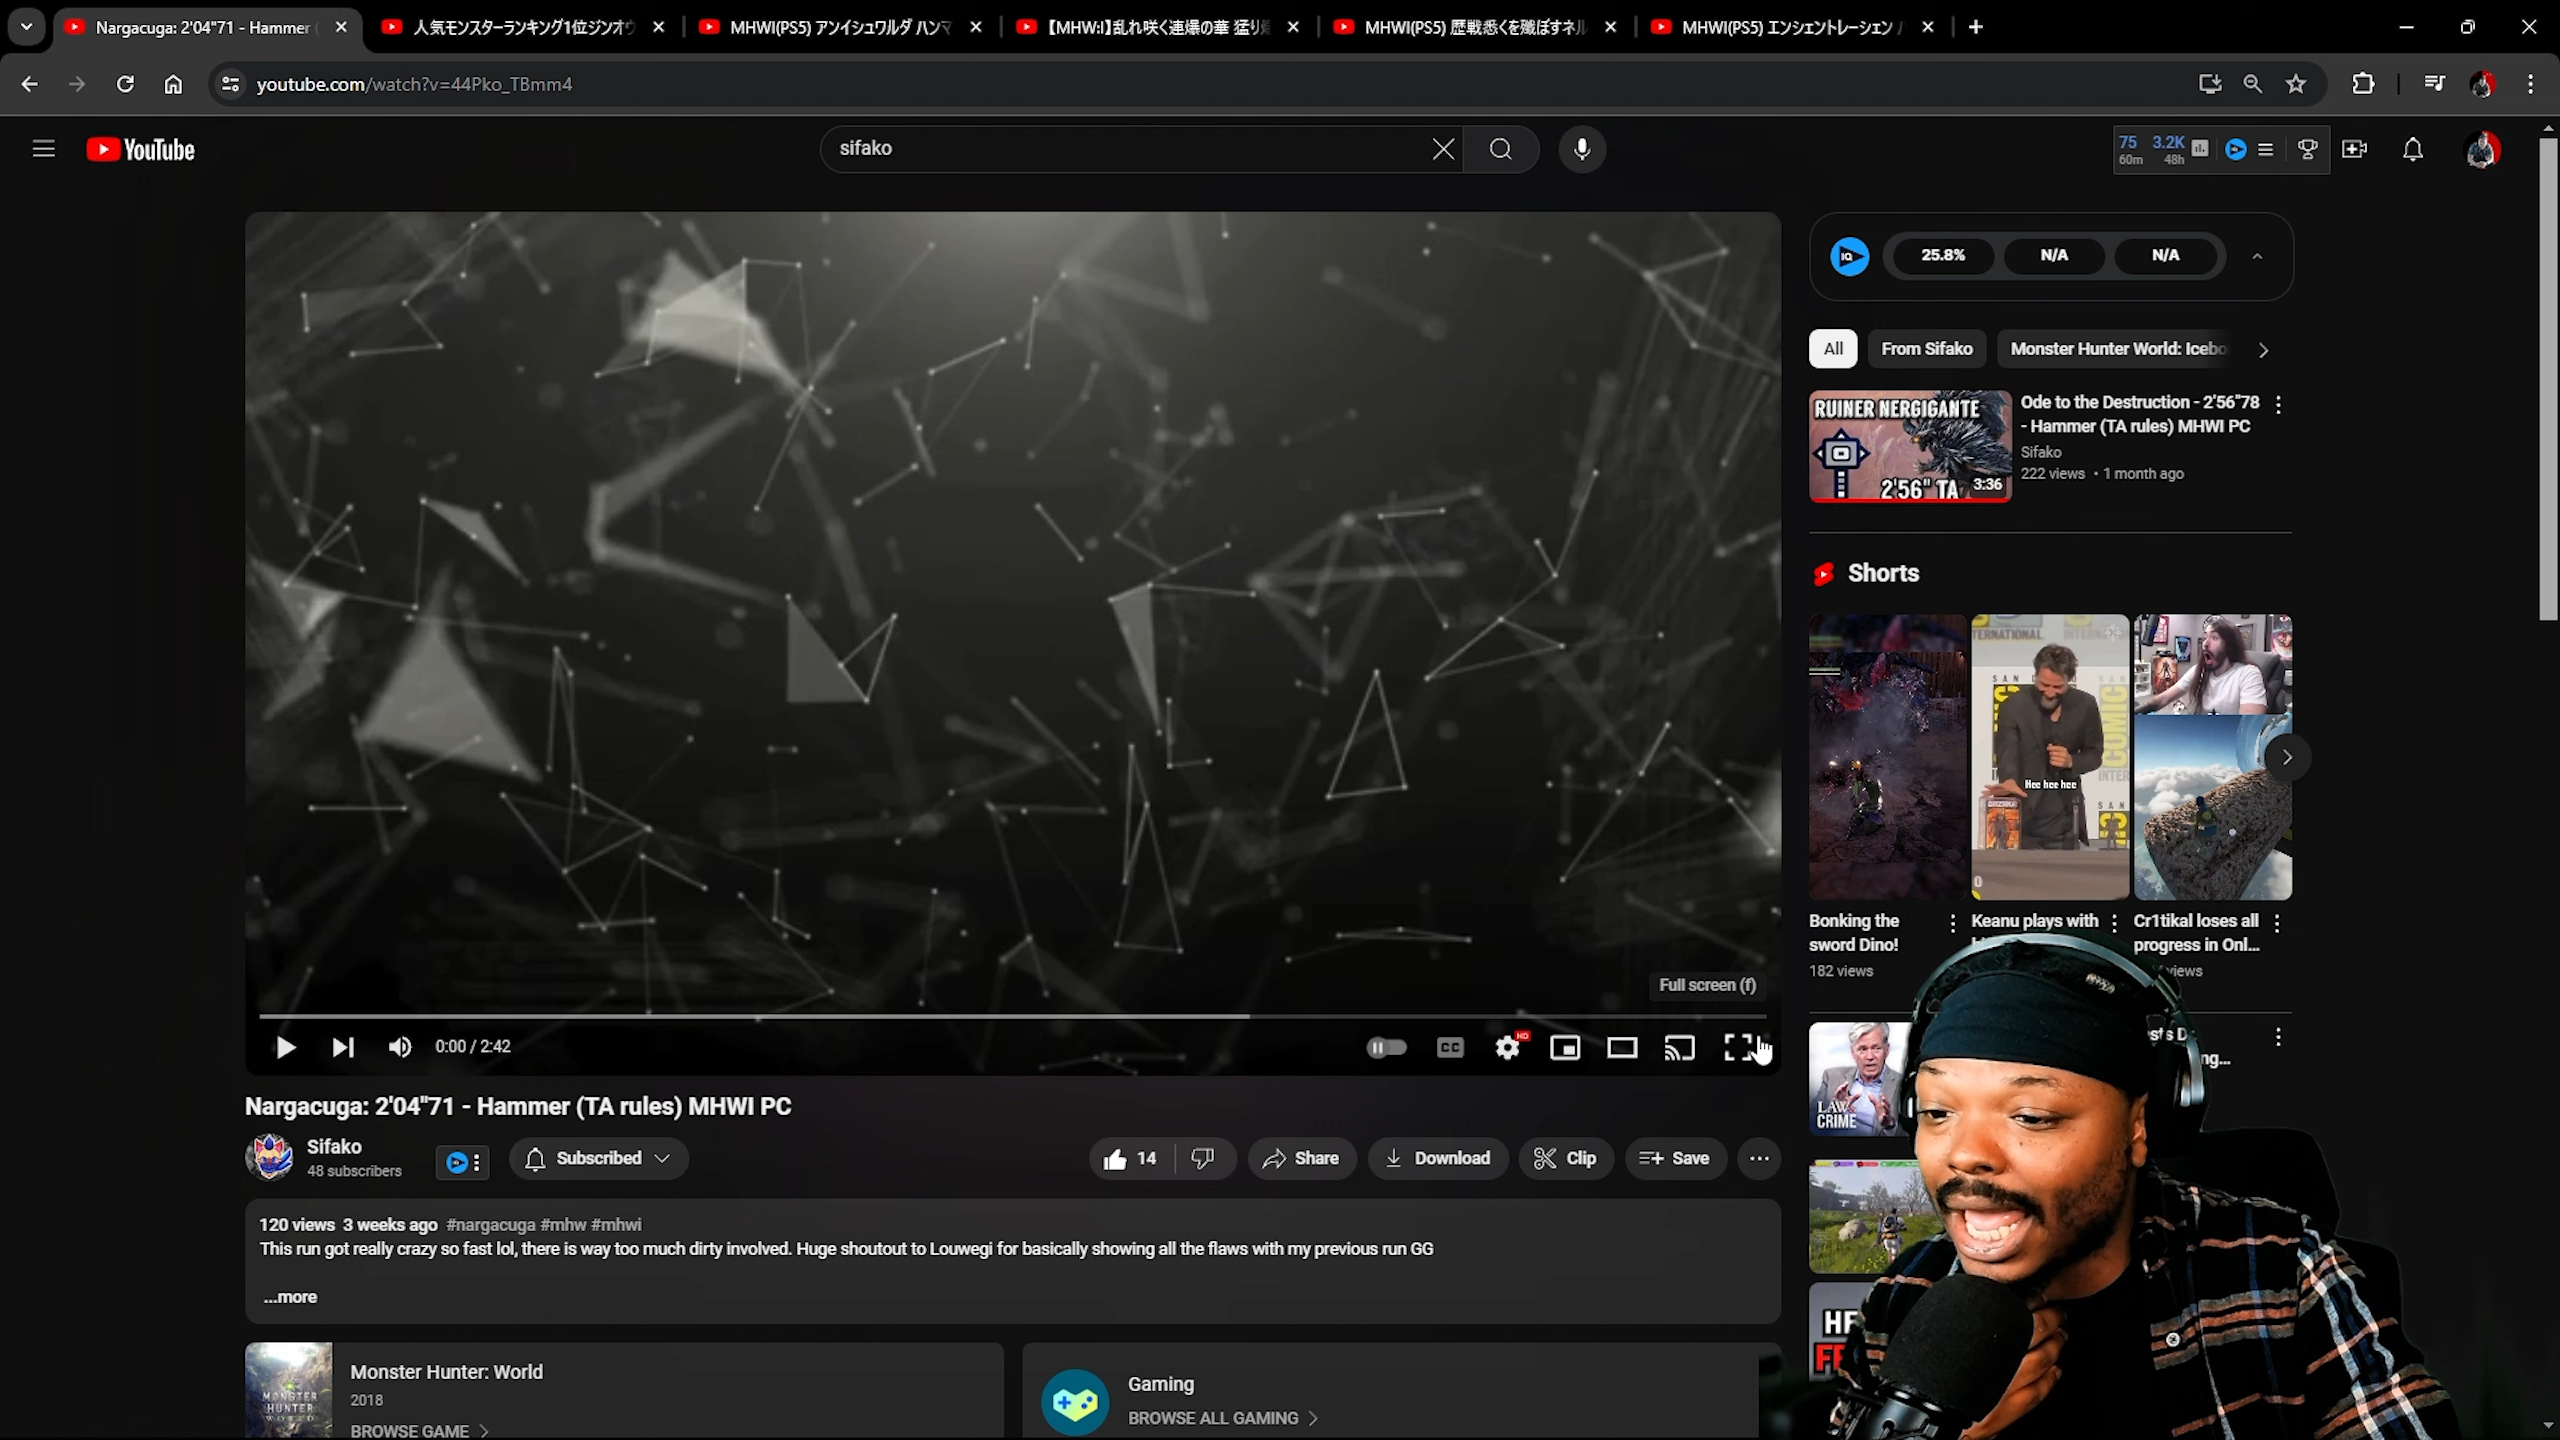 Nargacuga: 2'04"71 - Hammer (
人気モンスターランキング1位ジンオウ
MHWI(PS5) アンイシュワルダ ハンマ
【MHW:I】乱れ咲く連爆の華 猛り爆
MHWI(PS5) 歴戦悉くを殲ぼすネル
MHWI(PS5) エンシェントレーシェン ハ
youtube.com/watch?v=44Pko_TBmm4
YouTube
sifako
75 3.2K
60m 48h
IQ 25.8% N/A N/A
All From Sifako Monster Hunter World: Icebo
RUINER NERGIGANTE
2'56" TA
3:36
Ode to the Destruction - 2'56"78
- Hammer (TA rules) MHWI PC
Sifako
222 views • 1 month ago
Shorts
TERNATIONAL
SAN
COMIC
INTER
Hee hee hee
Bonking the
sword Dino!
182 views
Keanu plays with
Cr1tikal loses all
progress in Onl...
views
Full screen (f)
0:00 / 2:42
CC
HD
LAW
CRIME
ng...
Nargacuga: 2'04"71 - Hammer (TA rules) MHWI PC
Sifako
48 subscribers
Subscribed
14
Share
Download
Clip
Save
120 views 3 weeks ago #nargacuga #mhw #mhwi
This run got really crazy so fast lol, there is way too much dirty involved. Huge shoutout to Louwegi for basically showing all the flaws with my previous run GG
...more
MONSTER
HUNTER
WORLD
Monster Hunter: World
2018
BROWSE GAME
Gaming
BROWSE ALL GAMING